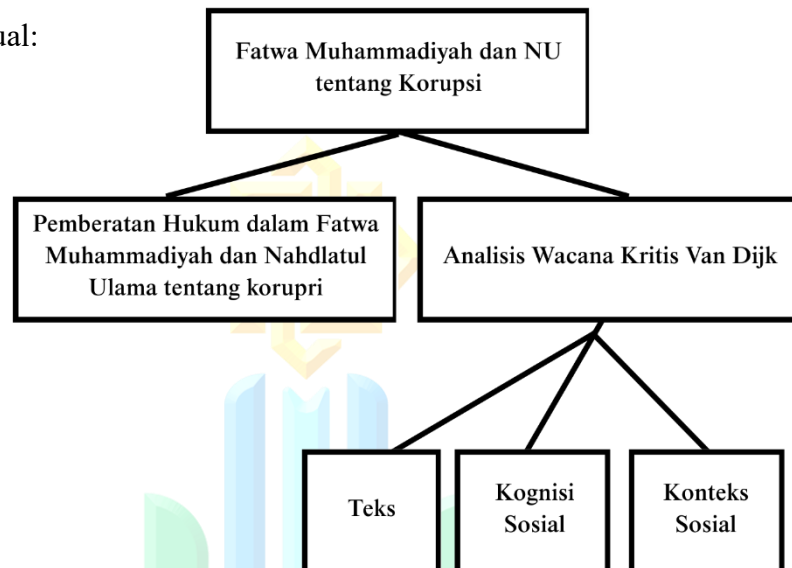 ual:
Fatwa Muhammadiyah dan NU
tentang Korupsi
Pemberatan Hukum dalam Fatwa
Muhammadiyah dan Nahdlatul
Ulama tentang korupri
Analisis Wacana Kritis Van Dijk
Teks
Kognisi
Sosial
Konteks
Sosial